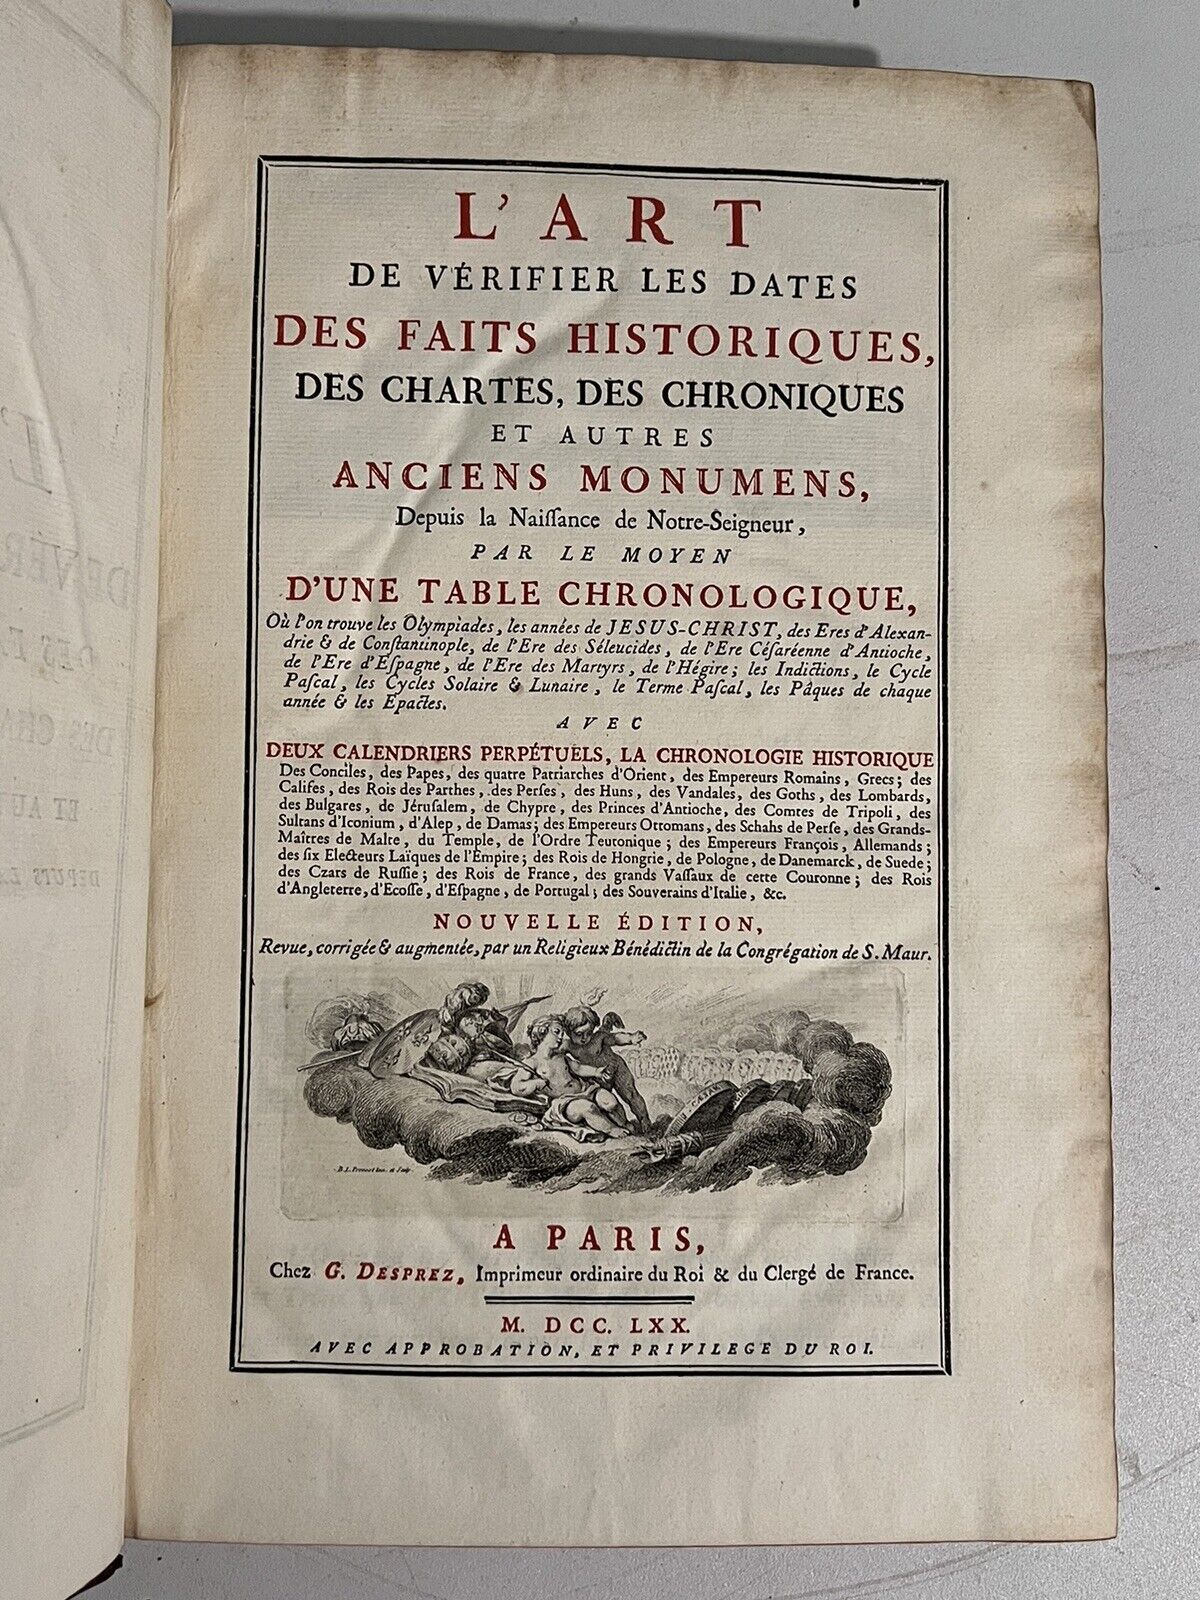 L'ART
DE VÉRIFIER LES DATES
DES FAITS HISTORIQUES,
DES CHARTES, DES CHRONIQUES
ET AUTRES
ANCIENS MONUMENS,
Depuis la Naiſſance de Notre-Seigneur,
PAR LE MOYEN
D'UNE TABLE CHRONOLOGIQUE,
Où l'on trouve les Olympiades, les années de JESUS-CHRIST, des Eres d'Alexan-
drie & de Conſtantinople, de l'Ere des Séleucides, de l'Ere Céſaréenne d'Antioche,
de l'Ere d'Eſpagne, de l'Ere des Martyrs, de l'Hégire; les Indictions, le Cycle
Paſcal, les Cycles Solaire & Lunaire, le Terme Paſcal, les Pâques de chaque
année & les Epactes.
AVEC
DEUX CALENDRIERS PERPÉTUELS, LA CHRONOLOGIE HISTORIQUE
Des Conciles, des Papes, des quatre Patriarches d'Orient, des Empereurs Romains, Grecs; des
Califes, des Rois des Parthes, des Perſes, des Huns, des Vandales, des Goths, des Lombards,
des Bulgares, de Jéruſalem, de Chypre, des Princes d'Antioche, des Comtes de Tripoli, des
Sultans d'Iconium, d'Alep, de Damas; des Empereurs Ottomans, des Schahs de Perſe, des Grands-
Maîtres de Malte, du Temple, de l'Ordre Teutonique; des Empereurs François, Allemands;
des ſix Electeurs Laïques de l'Empire; des Rois de Hongrie, de Pologne, de Danemarck, de Suede;
des Czars de Ruſſie; des Rois de France, des grands Vaſſaux de cette Couronne; des Rois
d'Angleterre, d'Ecoſſe, d'Eſpagne, de Portugal; des Souverains d'Italie, &c.
NOUVELLE ÉDITION,
Revue, corrigée & augmentée, par un Religieux Bénédictin de la Congrégation de S. Maur.
B. L. Prevost Inv. et Sculp
A PARIS,
Chez G. DESPREZ, Imprimeur ordinaire du Roi & du Clergé de France.
M. DCC. LXX.
AVEC APPROBATION, ET PRIVILEGE DU ROI.